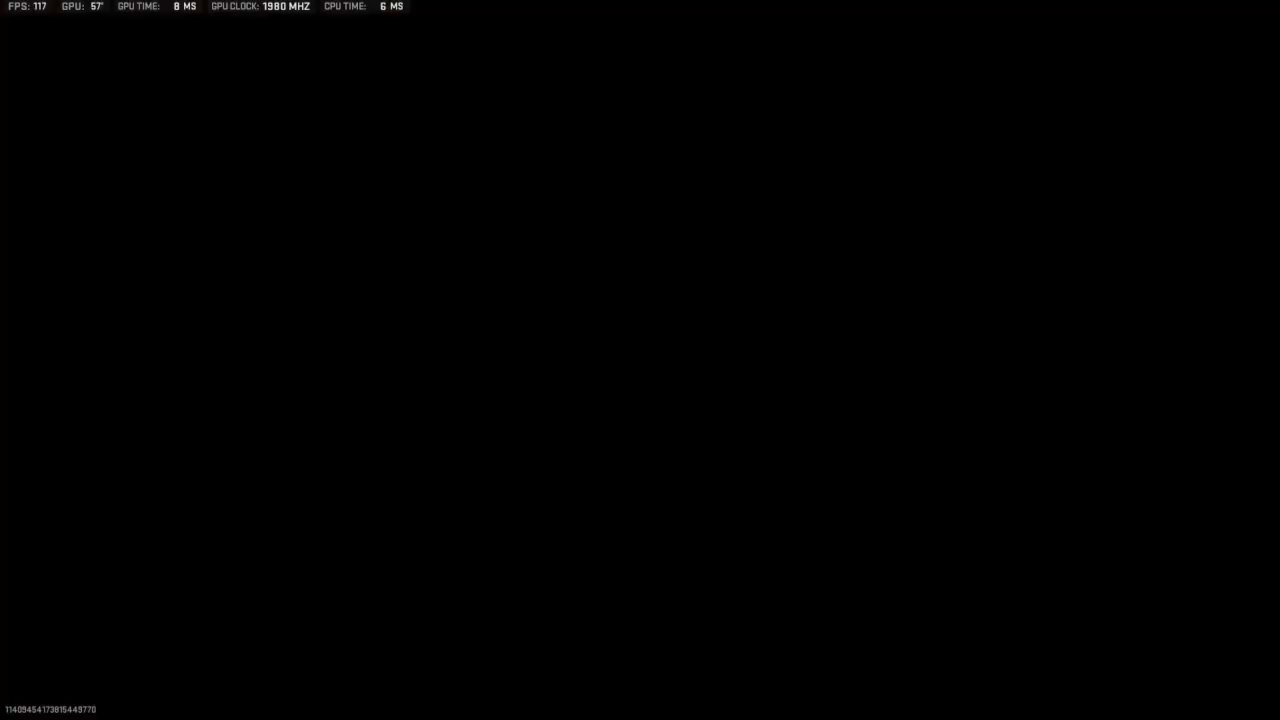 FPS: 117 GPU: 57° GPU TIME: 8 MS GPU CLOCK: 1980 MHZ CPU TIME: 6 MS
11409454173815449770